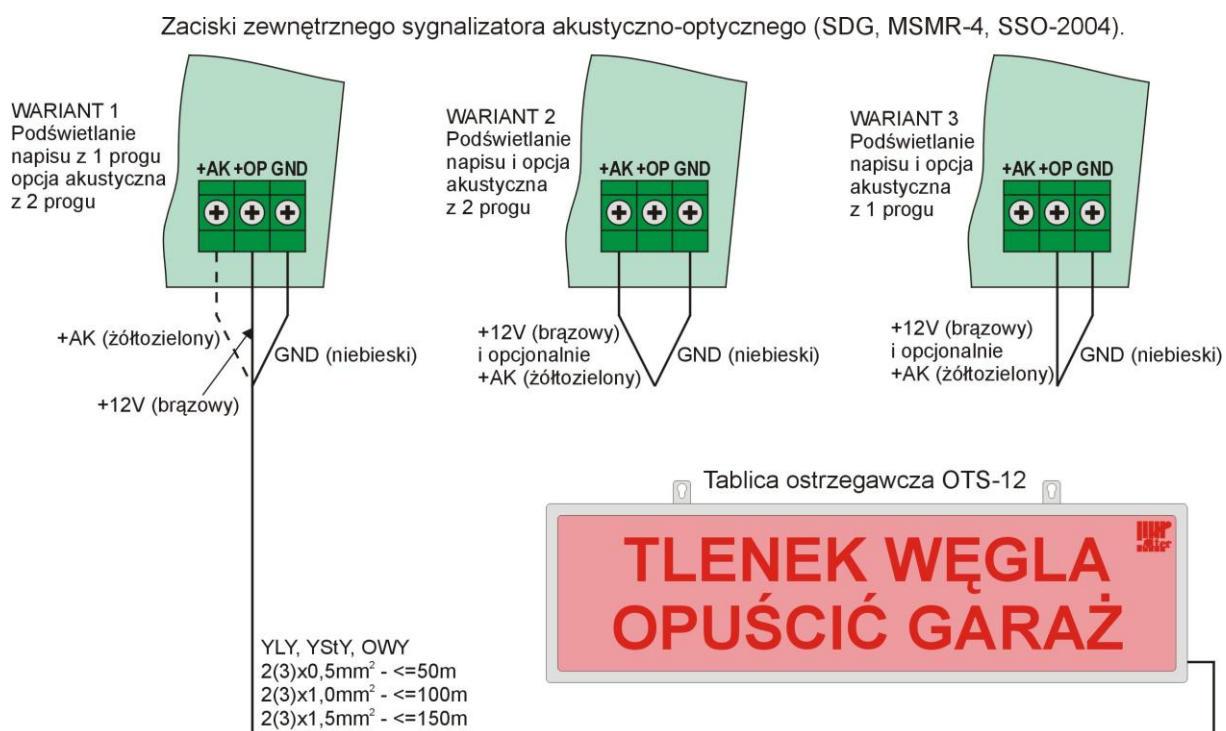 Zaciski zewnętrznego sygnalizatora akustyczno-optycznego (SDG, MSMR-4, SSO-2004).
WARIANT 1
Podświetlanie
napisu z 1 progu
opcja akustyczna
z 2 progu
+AK +OP GND
+AK (żółtozielony)
GND (niebieski)
+12V (brązowy)
WARIANT 2
Podświetlanie
napisu i opcja
akustyczna
z 2 progu
+AK +OP GND
+12V (brązowy)
i opcjonalnie
+AK (żółtozielony)
GND (niebieski)
WARIANT 3
Podświetlanie
napisu i opcja
akustyczna
z 1 progu
+AK +OP GND
+12V (brązowy)
i opcjonalnie
+AK (żółtozielony)
GND (niebieski)
YLY, YStY, OWY
2(3)x0,5mm² - <=50m
2(3)x1,0mm² - <=100m
2(3)x1,5mm² - <=150m
Tablica ostrzegawcza OTS-12
TLENEK WĘGLA
OPUŚCIĆ GARAŻ